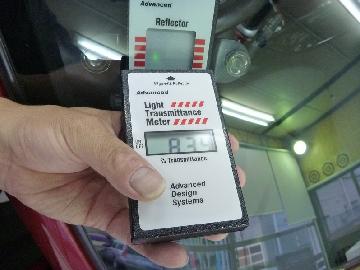 Advanced
Reflector
Advanced
Light
Transmittance
Meter
% Transmittance
Advanced
Design
Systems